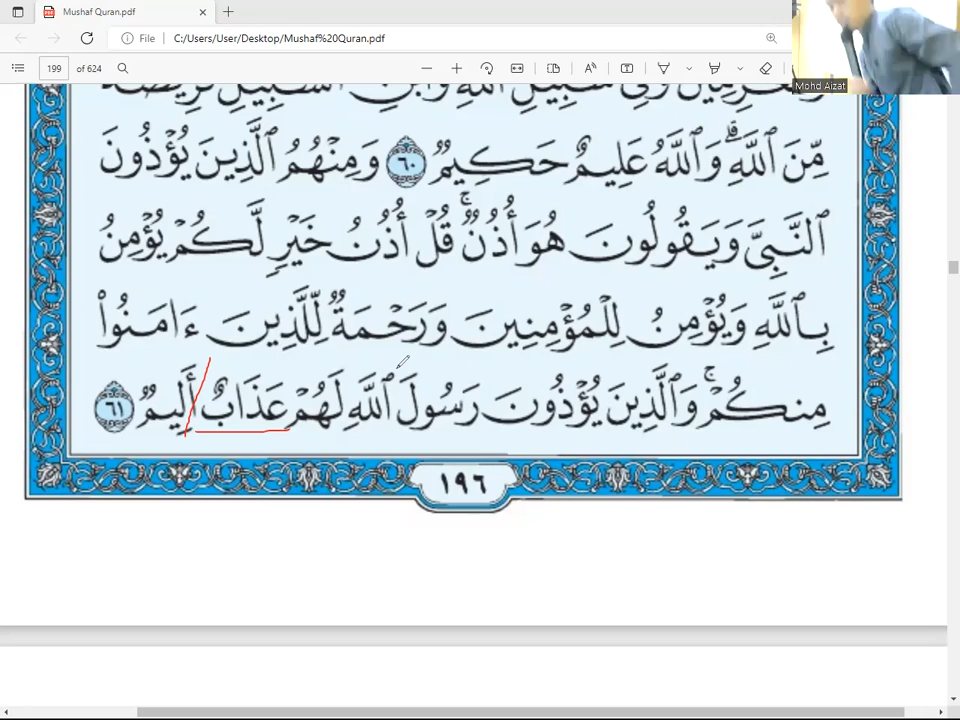 Mushaf Quran.pdf
File
C:/Users/User/Desktop/Mushaf%20Quran.pdf
199 of 624
Mohd Aizat
مِّنَ ٱللَّهِۗ وَٱللَّهُ عَلِيمٌ حَكِيمٌ ٦٠ وَمِنْهُمُ ٱلَّذِينَ يُؤْذُونَ
ٱلنَّبِىَّ وَيَقُولُونَ هُوَ أُذُنٌۚ قُلْ أُذُنُ خَيْرٍ لَّكُمْ يُؤْمِنُ
بِٱللَّهِ وَيُؤْمِنُ لِلْمُؤْمِنِينَ وَرَحْمَةٌ لِّلَّذِينَ ءَامَنُوا۟
مِنكُمْۚ وَٱلَّذِينَ يُؤْذُونَ رَسُولَ ٱللَّهِ لَهُمْ عَذَابٌ أَلِيمٌ ٦١
١٩٦